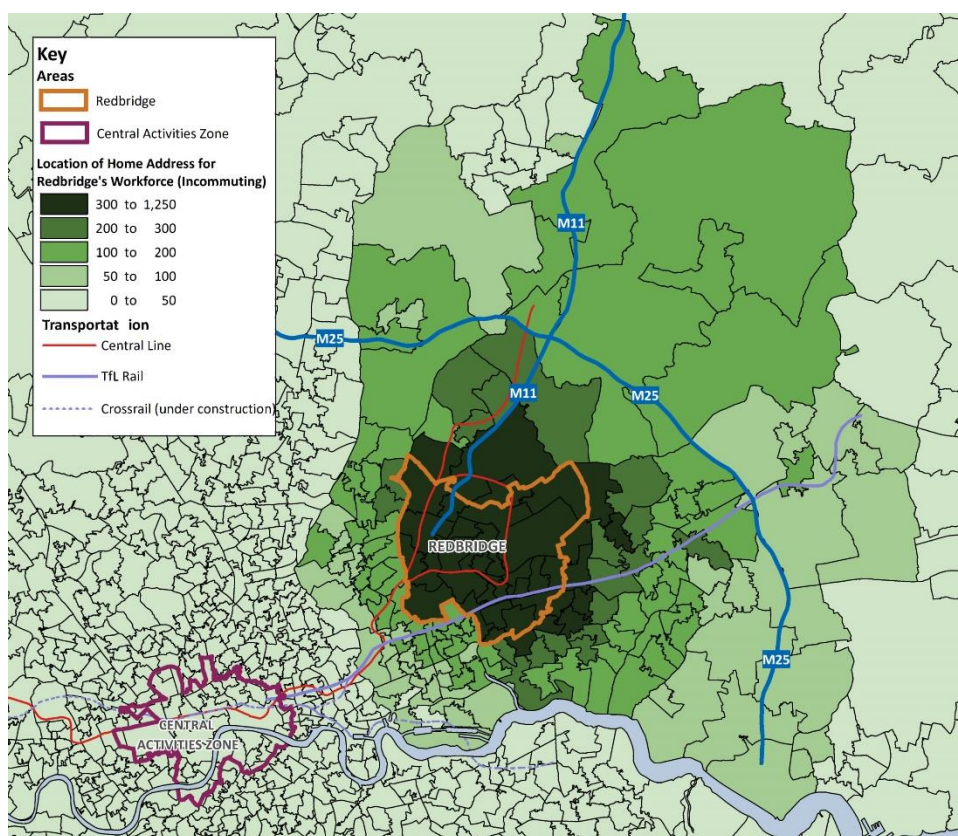 Key
Areas
Redbridge
Central Activities Zone
Location of Home Address for
Redbridge's Workforce (Incommuting)
300 to 1,250
200 to 300
100 to 200
50 to 100
0 to 50
Transportat ion
Central Line
TfL Rail
Crossrail (under construction)
M11
M25
M11
M25
REDBRIDGE
M25
CENTRAL
ACTIVITIES ZONE